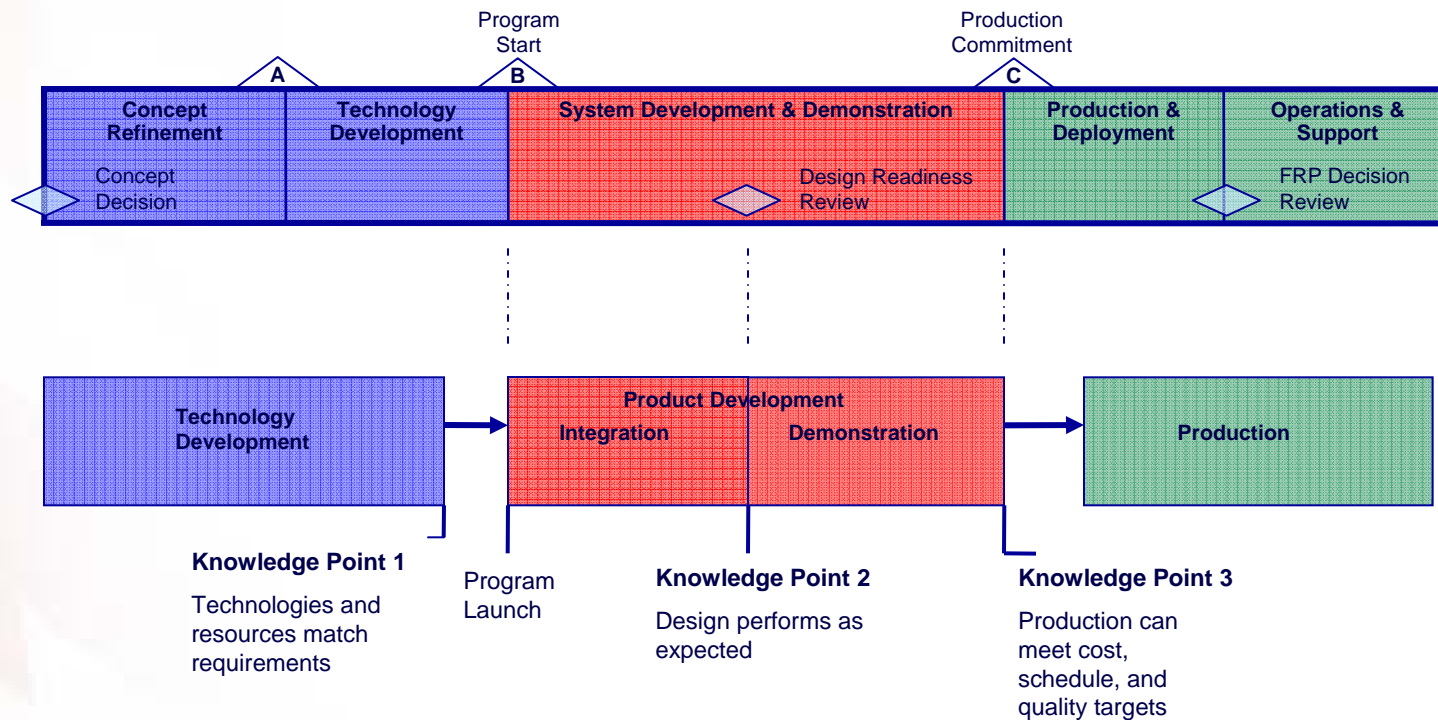 Program
Start
Production
Commitment
A
B
C
Concept
Refinement
Technology
Development
System Development & Demonstration
Production &
Deployment
Operations &
Support
Concept
Decision
Design Readiness
Review
FRP Decision
Review
Technology
Development
Product Development
Integration
Demonstration
Production
Knowledge Point 1
Technologies and
resources match
requirements
Program
Launch
Knowledge Point 2
Design performs as
expected
Knowledge Point 3
Production can
meet cost,
schedule, and
quality targets